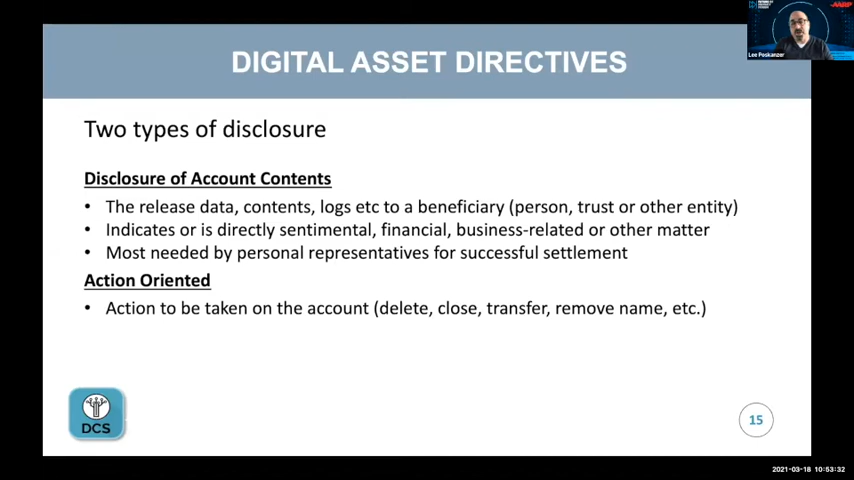 DIGITAL ASSET DIRECTIVES
AARP
Lee Poskanzer
Two types of disclosure
Disclosure of Account Contents
• The release data, contents, logs etc to a beneficiary (person, trust or other entity)
• Indicates or is directly sentimental, financial, business-related or other matter
• Most needed by personal representatives for successful settlement
Action Oriented
• Action to be taken on the account (delete, close, transfer, remove name, etc.)
DCS
15
2021-03-18 10:53:32